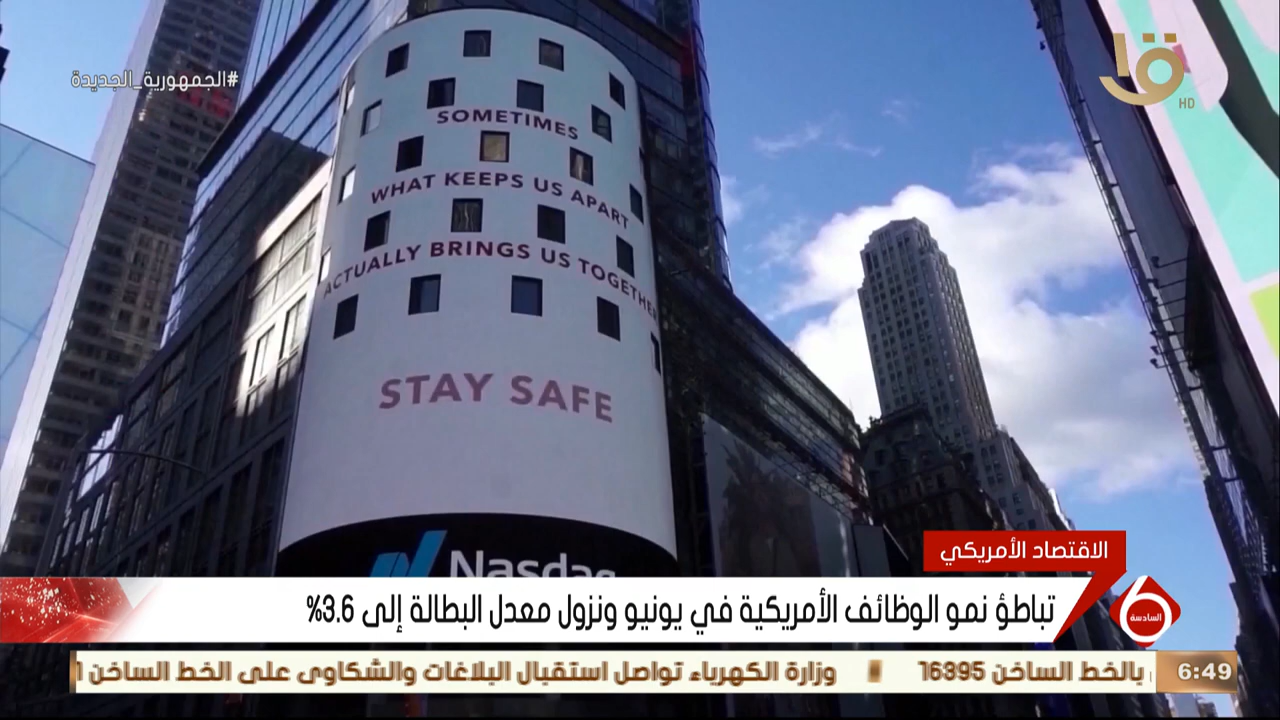 #الجمهورية_الجديدة
HD
SOMETIMES
WHAT KEEPS US APART
ACTUALLY BRINGS US TOGETHER
STAY SAFE
Nasdaq
الاقتصاد الأمريكي
تباطؤ نمو الوظائف الأمريكية في يونيو ونزول معدل البطالة إلى 3.6%
السادسة
6:49
بالخط الساخن 16395
وزارة الكهرباء تواصل استقبال البلاغات والشكاوى على الخط الساخن